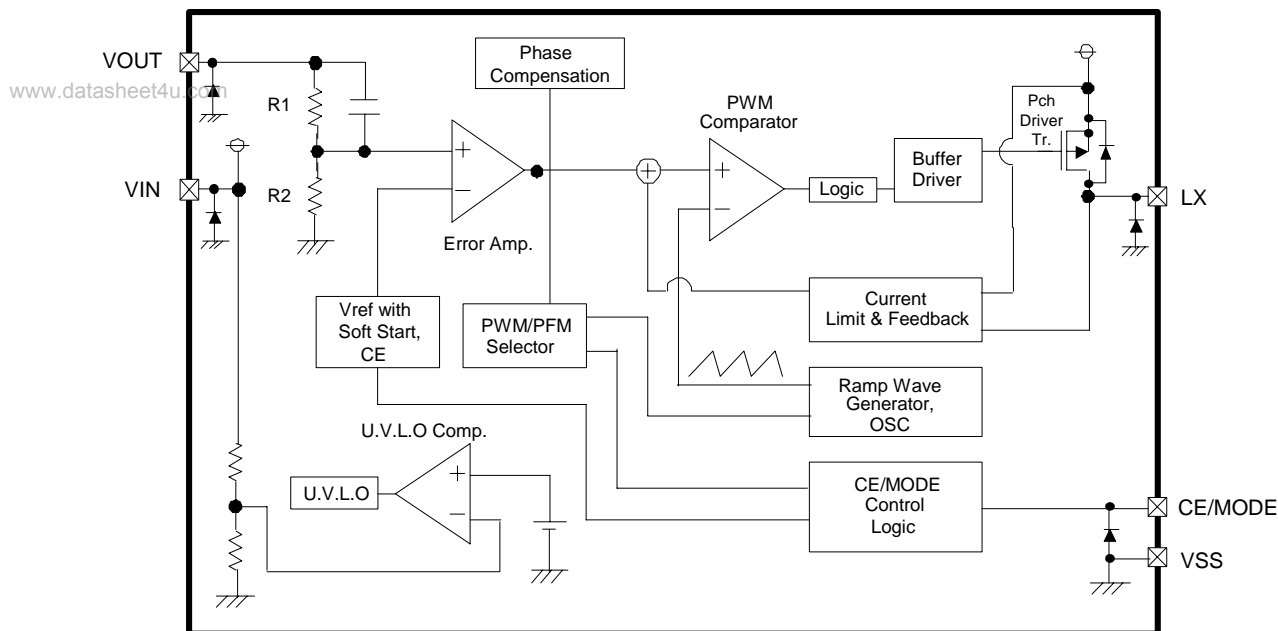 VOUT
www.datasheet4u.com
R1
R2
VIN
Phase
Compensation
Error Amp.
PWM
Comparator
Logic
Buffer
Driver
Pch
Driver
Tr.
LX
Vref with
Soft Start,
CE
PWM/PFM
Selector
Current
Limit & Feedback
Ramp Wave
Generator,
OSC
U.V.L.O Comp.
U.V.L.O
CE/MODE
Control
Logic
CE/MODE
VSS